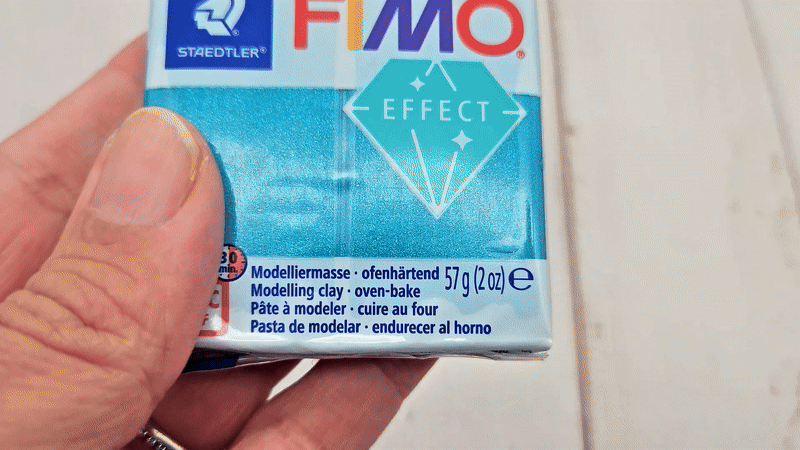 STAEDTLER®
FIMO®
EFFECT
30
min.
Modelliermasse · ofenhärtend 57 g (2 oz) ℮
Modelling clay · oven-bake
Pâte à modeler · cuire au four
Pasta de modelar · endurecer al horno
C
F